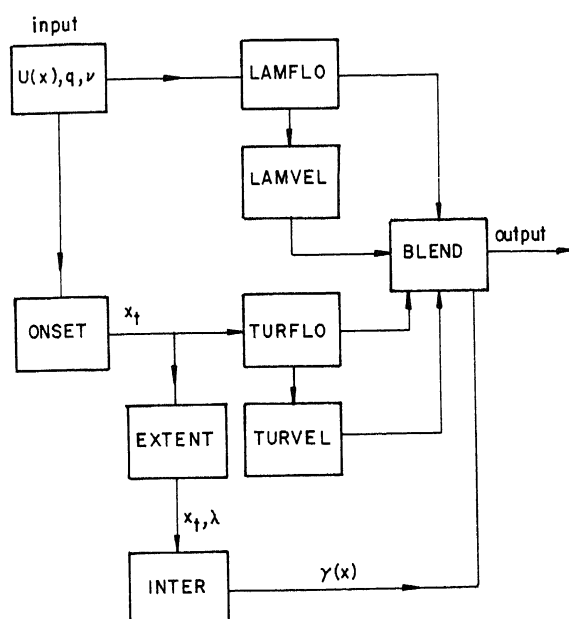 input
U(x), q, ν
LAMFLO
LAMVEL
BLEND
output
ONSET
x_t
TURFLO
EXTENT
TURVEL
x_t, λ
INTER
γ(x)